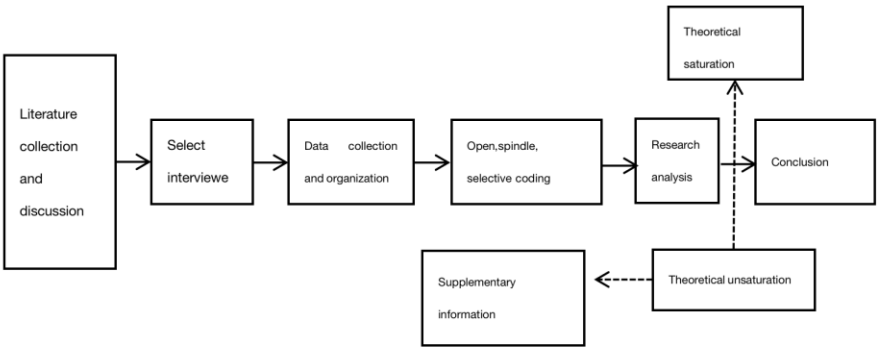 Theoretical
saturation
Literature
collection
and
discussion
Select
interviewe
Data collection
and organization
Open,spindle,
selective coding
Research
analysis
Conclusion
Supplementary
information
Theoretical unsaturation